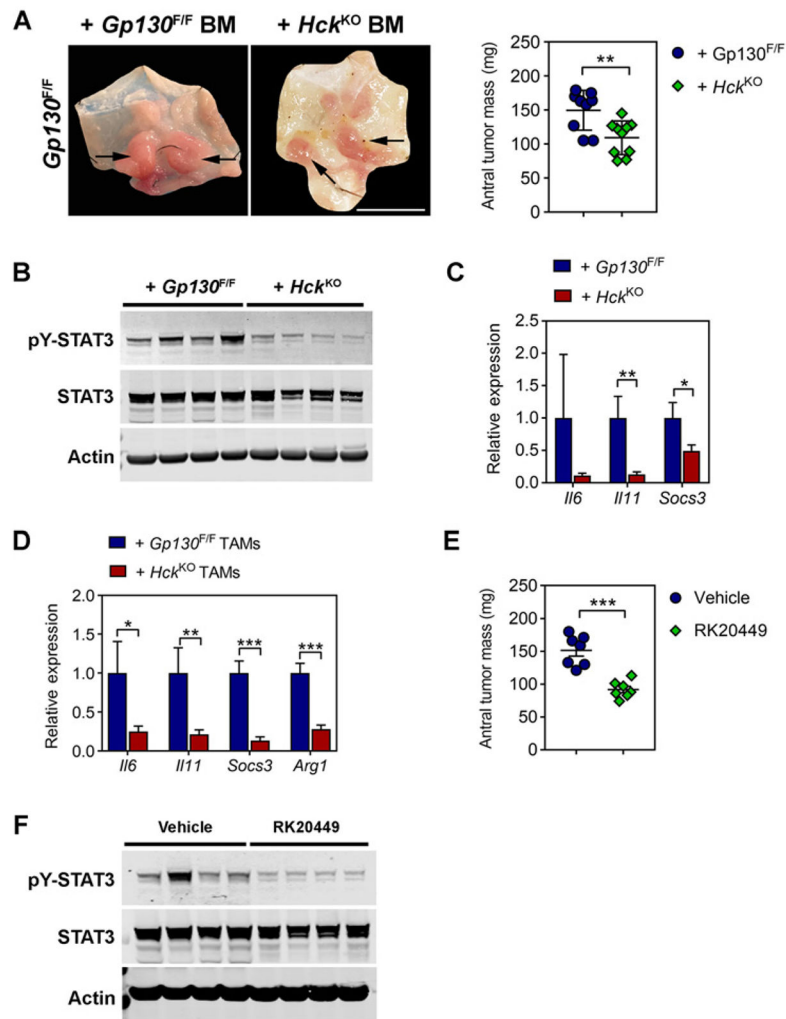 A
+ Gp130F/F BM
+ HckKO BM
Gp130F/F
Antral tumor mass (mg)
250
200
150
100
50
0
**
+ Gp130F/F
+ HckKO
B
+ Gp130F/F
+ HckKO
pY-STAT3
STAT3
Actin
C
+ Gp130F/F
+ HckKO
Relative expression
2.5
2.0
1.5
1.0
0.5
0.0
**
*
Il6
Il11
Socs3
D
+ Gp130F/F TAMs
+ HckKO TAMs
Relative expression
2.0
1.5
1.0
0.5
0.0
*
**
***
***
Il6
Il11
Socs3
Arg1
E
Antral tumor mass (mg)
250
200
150
100
50
0
***
Vehicle
RK20449
F
Vehicle
RK20449
pY-STAT3
STAT3
Actin